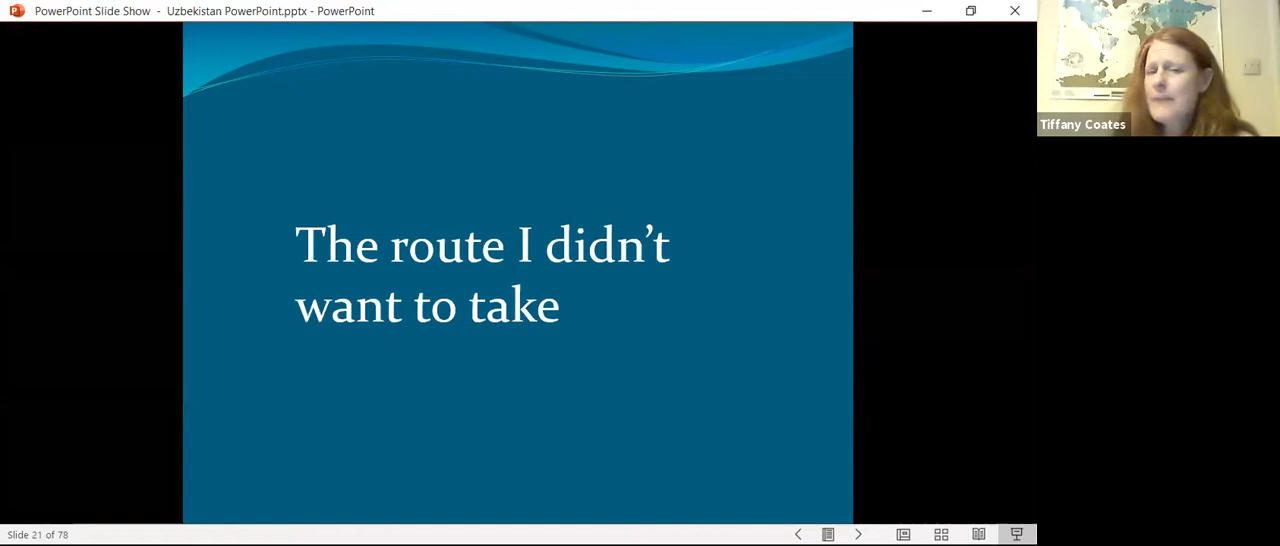 PowerPoint Slide Show - Uzbekistan PowerPoint.pptx - PowerPoint
Tiffany Coates
The route I didn’t
want to take
Slide 21 of 78